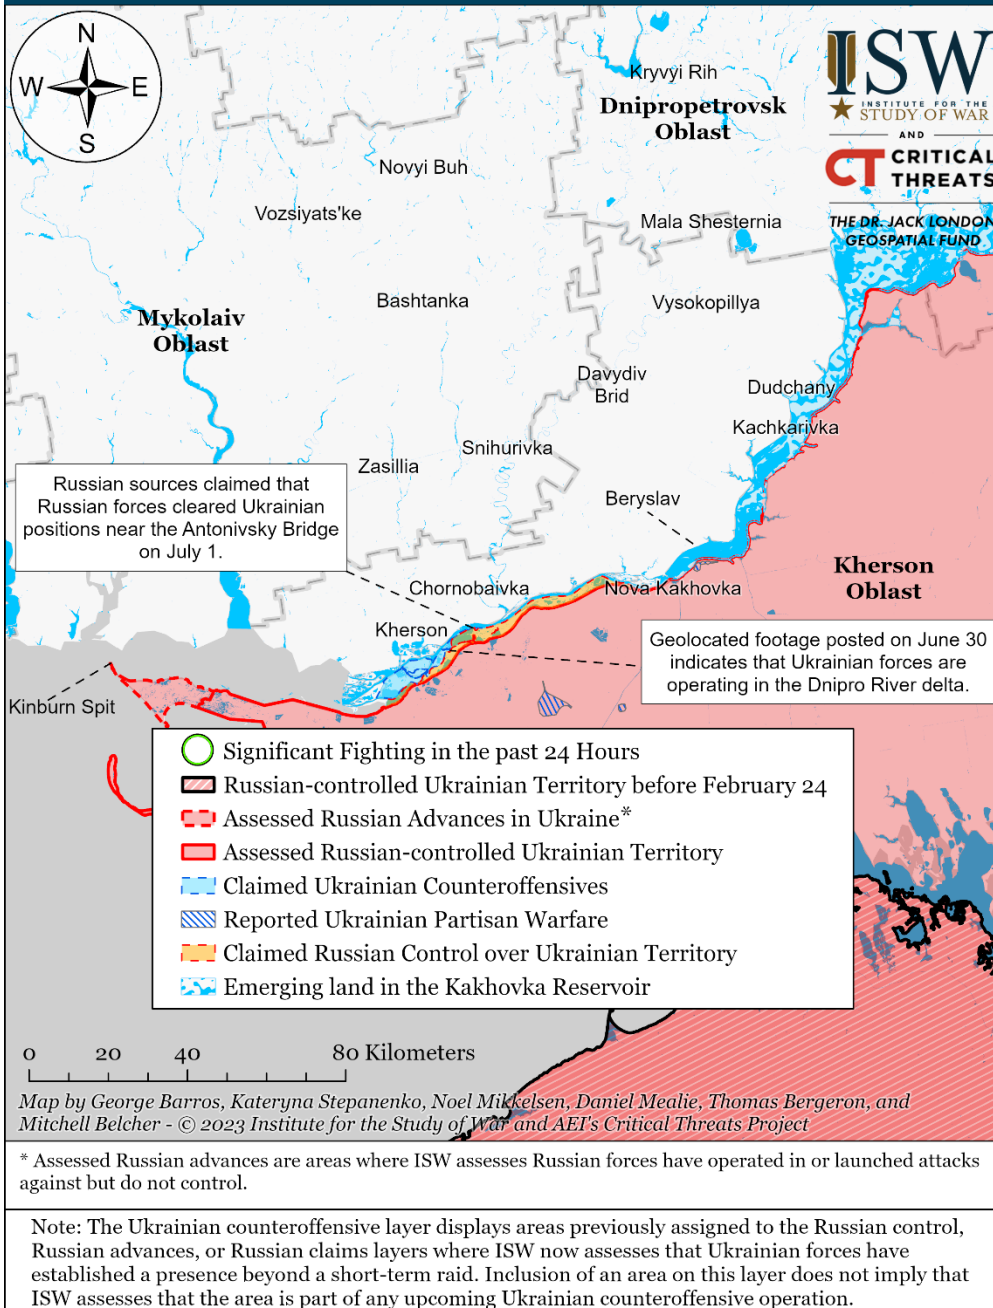 N
W
E
S
ISW
INSTITUTE FOR THE
STUDY OF WAR
AND
CT CRITICAL
THREATS
THE DR. JACK LONDON
GEOSPATIAL FUND
Kryvyi Rih
Dnipropetrovsk
Oblast
Novyi Buh
Vozsiyats'ke
Mala Shesternia
Bashtanka
Vysokopillya
Mykolaiv
Oblast
Davydiv
Brid
Dudchany
Kachkarivka
Snihurivka
Zasillia
Russian sources claimed that
Russian forces cleared Ukrainian
positions near the Antonivsky Bridge
on July 1.
Beryslav
Kherson
Oblast
Chornobaivka
Nova Kakhovka
Kherson
Geolocated footage posted on June 30
indicates that Ukrainian forces are
operating in the Dnipro River delta.
Kinburn Spit
Significant Fighting in the past 24 Hours
Russian-controlled Ukrainian Territory before February 24
Assessed Russian Advances in Ukraine*
Assessed Russian-controlled Ukrainian Territory
Claimed Ukrainian Counteroffensives
Reported Ukrainian Partisan Warfare
Claimed Russian Control over Ukrainian Territory
Emerging land in the Kakhovka Reservoir
0 20 40 80 Kilometers
Map by George Barros, Kateryna Stepanenko, Noel Mikkelsen, Daniel Mealie, Thomas Bergeron, and
Mitchell Belcher - © 2023 Institute for the Study of War and AEI's Critical Threats Project
* Assessed Russian advances are areas where ISW assesses Russian forces have operated in or launched attacks
against but do not control.
Note: The Ukrainian counteroffensive layer displays areas previously assigned to the Russian control,
Russian advances, or Russian claims layers where ISW now assesses that Ukrainian forces have
established a presence beyond a short-term raid. Inclusion of an area on this layer does not imply that
ISW assesses that the area is part of any upcoming Ukrainian counteroffensive operation.